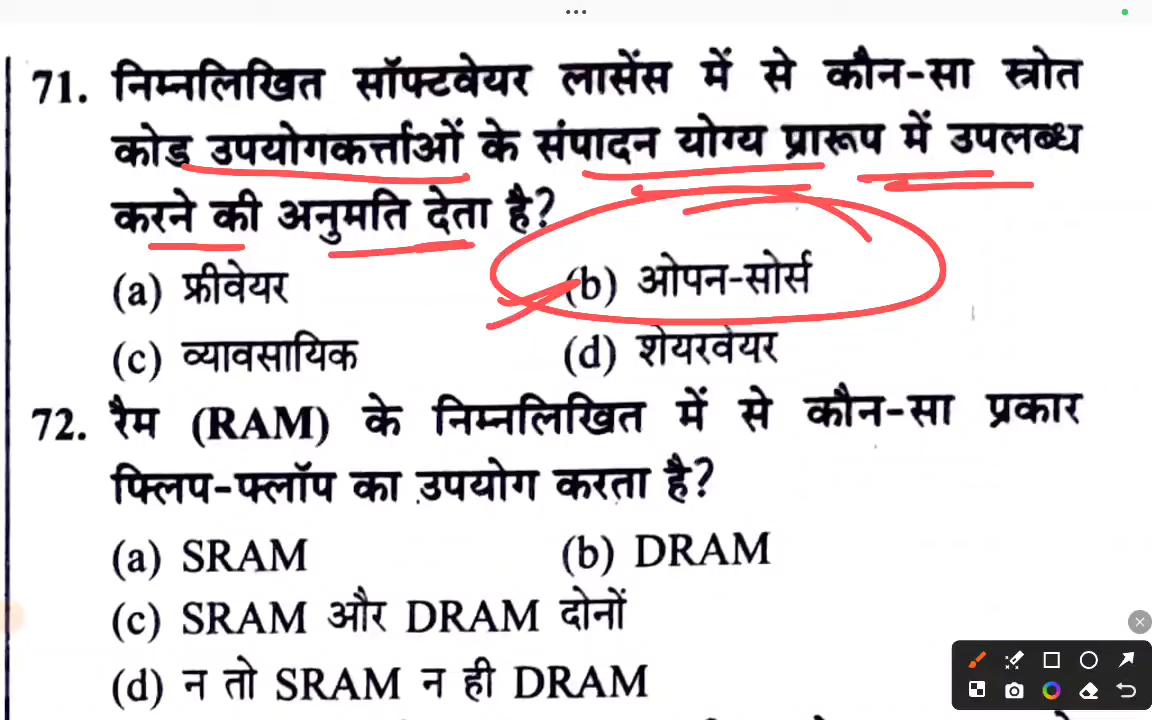 71. निम्नलिखित सॉफ्टवेयर लासेंस में से कौन-सा स्त्रोत
कोड उपयोगकर्त्ताओं के संपादन योग्य प्रारूप में उपलब्ध
करने की अनुमति देता है?
(a) फ्रीवेयर (b) ओपन-सोर्स
(c) व्यावसायिक (d) शेयरवेयर
72. रैम (RAM) के निम्नलिखित में से कौन-सा प्रकार
फ्लिप-फ्लॉप का उपयोग करता है?
(a) SRAM (b) DRAM
(c) SRAM और DRAM दोनों
(d) न तो SRAM न ही DRAM